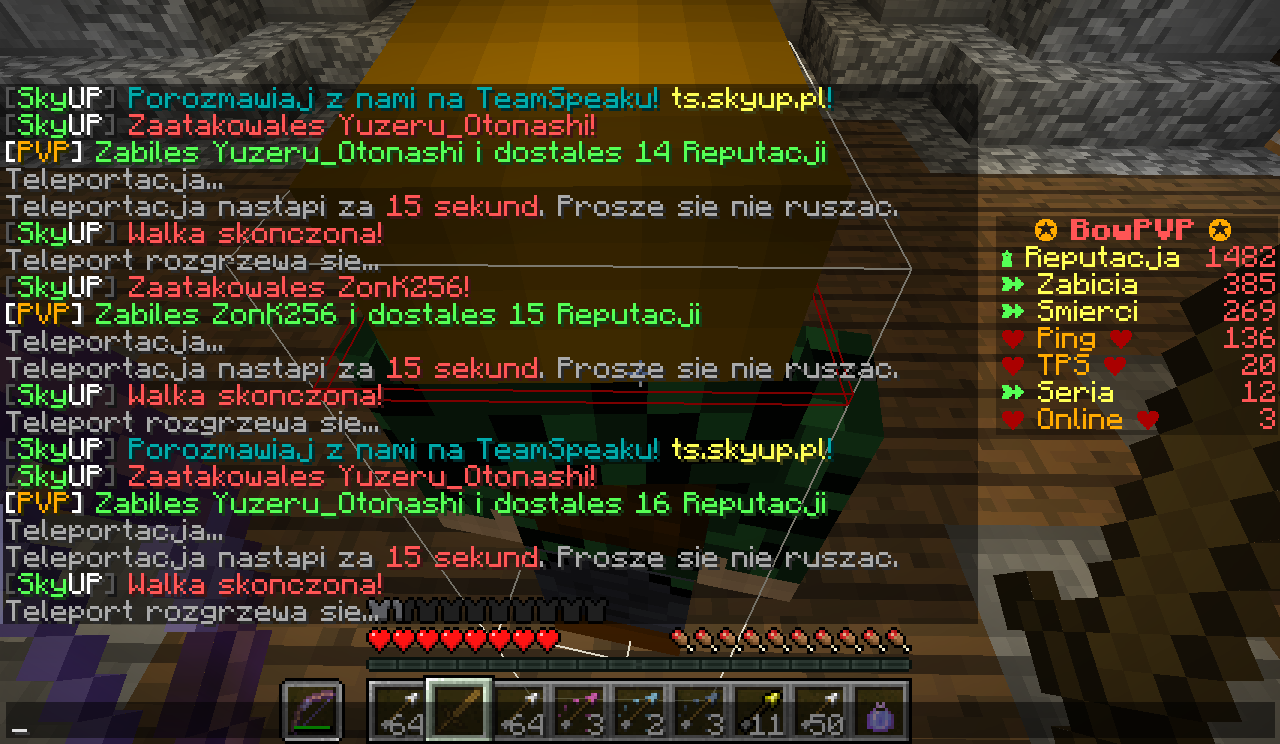 [SkyUP] Porozmawiaj z nami na TeamSpeaku! ts.skyup.pl!
[SkyUP] Zaatakowales Yuzeru_Otonashi!
[PVP] Zabiles Yuzeru_Otonashi i dostales 14 Reputacji
Teleportacja...
Teleportacja nastapi za 15 sekund. Prosze sie nie ruszac.
[SkyUP] Walka skonczona!
Teleport rozgrzewa sie...
[SkyUP] Zaatakowales ZonK256!
[PVP] Zabiles ZonK256 i dostales 15 Reputacji
Teleportacja...
Teleportacja nastapi za 15 sekund. Prosze sie nie ruszac.
[SkyUP] Walka skonczona!
Teleport rozgrzewa sie...
[SkyUP] Porozmawiaj z nami na TeamSpeaku! ts.skyup.pl!
[SkyUP] Zaatakowales Yuzeru_Otonashi!
[PVP] Zabiles Yuzeru_Otonashi i dostales 16 Reputacji
Teleportacja...
Teleportacja nastapi za 15 sekund. Prosze sie nie ruszac.
[SkyUP] Walka skonczona!
Teleport rozgrzewa sie...
BowPVP
Reputacja 1482
Zabicia 385
Smierci 269
Ping 136
TPS 20
Seria 12
Online 3
64 64 3 2 3 11 50
_